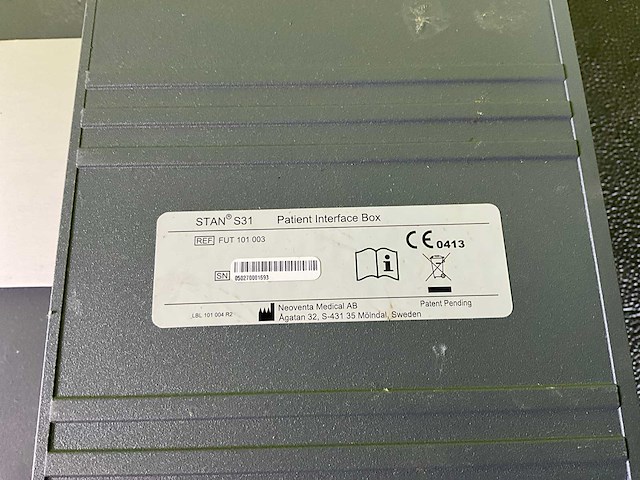 STAN® S31 Patient Interface Box
REF FUT 101 003
CE 0413
SN 050270001693
Patent Pending
LBL 101 004 R2
Neoventa Medical AB
Ågatan 32, S-431 35 Mölndal, Sweden